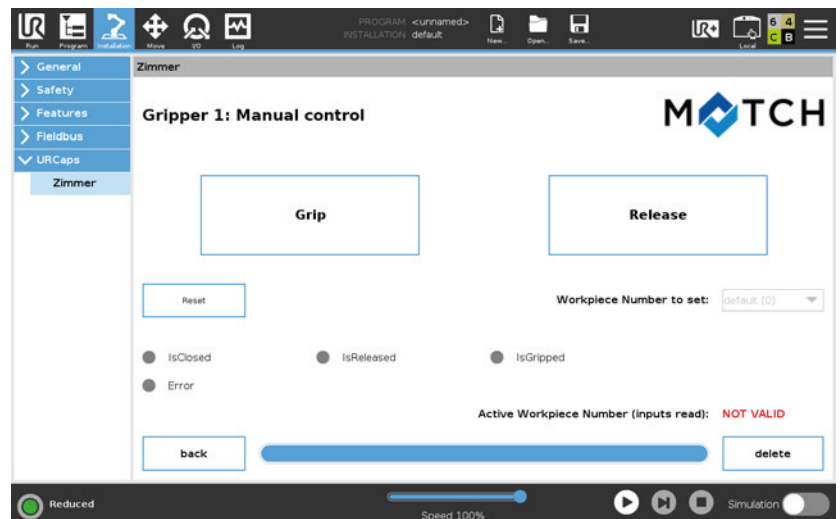 UR
PROGRAM <unnamed>
INSTALLATION default
UR+
6 4
C B
Run Program Installation Move I/O Log New... Open... Save... Local
General
Zimmer
Safety
Features
Fieldbus
URCaps
Zimmer
Gripper 1: Manual control
MATCH
Grip
Release
Reset
Workpiece Number to set: default (0)
IsClosed IsReleased IsGripped
Error
Active Workpiece Number (inputs read): NOT VALID
back
delete
Reduced
Speed 100%
Simulation